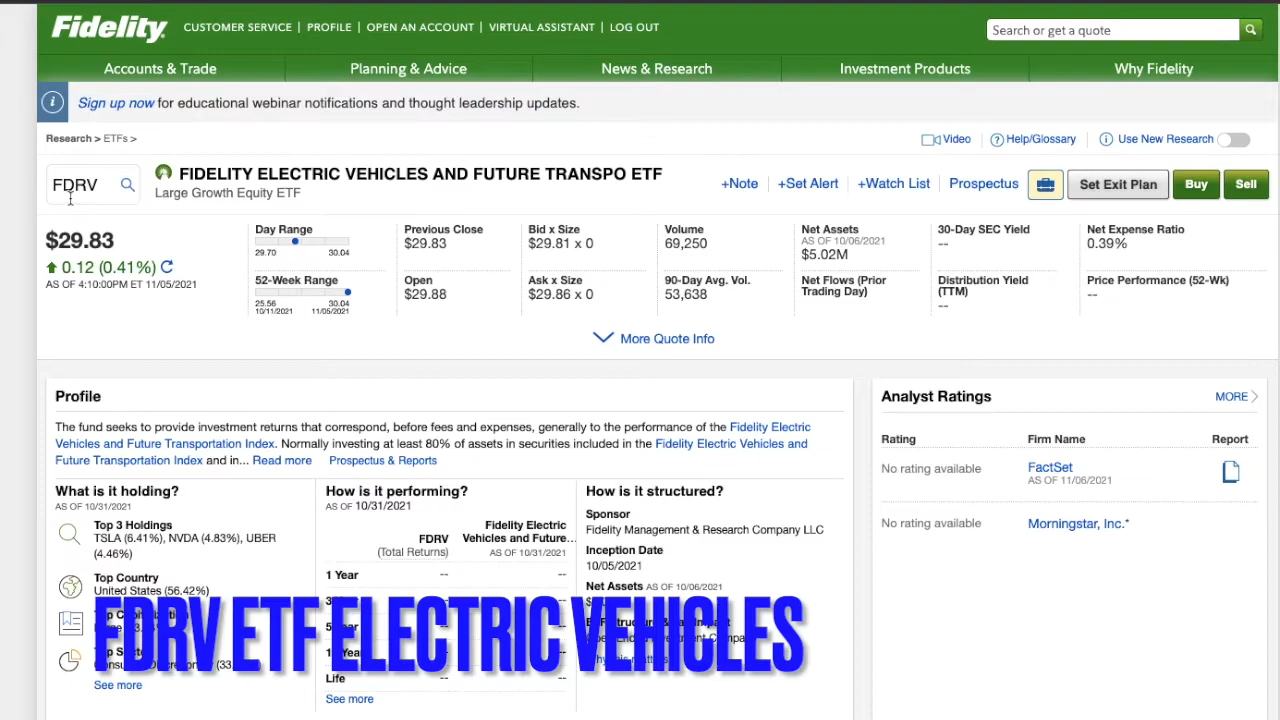 Fidelity
CUSTOMER SERVICE | PROFILE | OPEN AN ACCOUNT | VIRTUAL ASSISTANT | LOG OUT
Search or get a quote
Accounts & Trade
Planning & Advice
News & Research
Investment Products
Why Fidelity
Sign up now for educational webinar notifications and thought leadership updates.
Research > ETFs >
Video
Help/Glossary
Use New Research
FDRV
FIDELITY ELECTRIC VEHICLES AND FUTURE TRANSPO ETF
Large Growth Equity ETF
+Note
+Set Alert
+Watch List
Prospectus
Set Exit Plan
Buy
Sell
$29.83
0.12 (0.41%)
AS OF 4:10:00PM ET 11/05/2021
Day Range
29.70 30.04
52-Week Range
25.56 30.04
10/11/2021 11/05/2021
Previous Close
$29.83
Open
$29.88
Bid x Size
$29.81 x 0
Ask x Size
$29.86 x 0
Volume
69,250
90-Day Avg. Vol.
53,638
Net Assets
AS OF 10/06/2021
$5.02M
Net Flows (Prior
Trading Day)
30-Day SEC Yield
--
Distribution Yield
(TTM)
--
Net Expense Ratio
0.39%
Price Performance (52-Wk)
--
More Quote Info
Profile
The fund seeks to provide investment returns that correspond, before fees and expenses, generally to the performance of the Fidelity Electric
Vehicles and Future Transportation Index. Normally investing at least 80% of assets in securities included in the Fidelity Electric Vehicles and
Future Transportation Index and in... Read more Prospectus & Reports
What is it holding?
AS OF 10/31/2021
Top 3 Holdings
TSLA (6.41%), NVDA (4.83%), UBER
(4.46%)
Top Country
United States (56.42%)
See more
How is it performing?
AS OF 10/31/2021
FDRV
(Total Returns)
Fidelity Electric
Vehicles and Future...
AS OF 10/31/2021
1 Year -- --
Life -- --
See more
How is it structured?
Sponsor
Fidelity Management & Research Company LLC
Inception Date
10/05/2021
Net Assets AS OF 10/06/2021
FDRV ETF ELECTRIC VEHICLES
Analyst Ratings
MORE
Rating
Firm Name
Report
No rating available
FactSet
AS OF 11/06/2021
No rating available
Morningstar, Inc.*